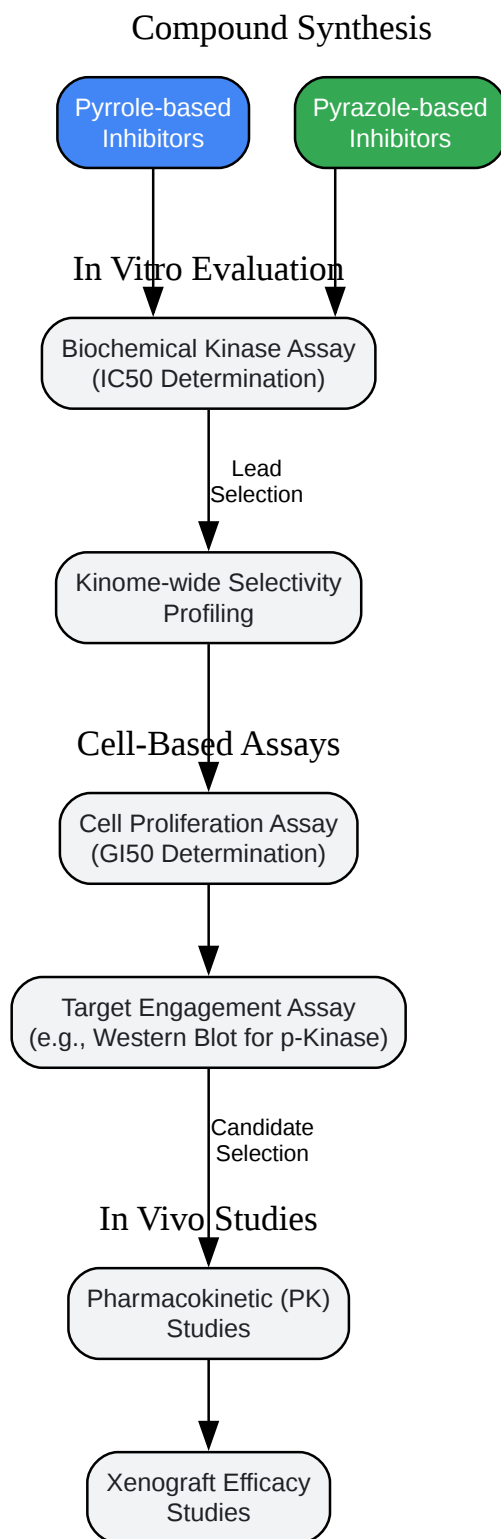 Compound Synthesis
Pyrrole-based
Inhibitors
Pyrazole-based
Inhibitors
In Vitro Evaluation
Biochemical Kinase Assay
(IC50 Determination)
Lead
Selection
Kinome-wide Selectivity
Profiling
Cell-Based Assays
Cell Proliferation Assay
(GI50 Determination)
Target Engagement Assay
(e.g., Western Blot for p-Kinase)
Candidate
Selection
In Vivo Studies
Pharmacokinetic (PK)
Studies
Xenograft Efficacy
Studies